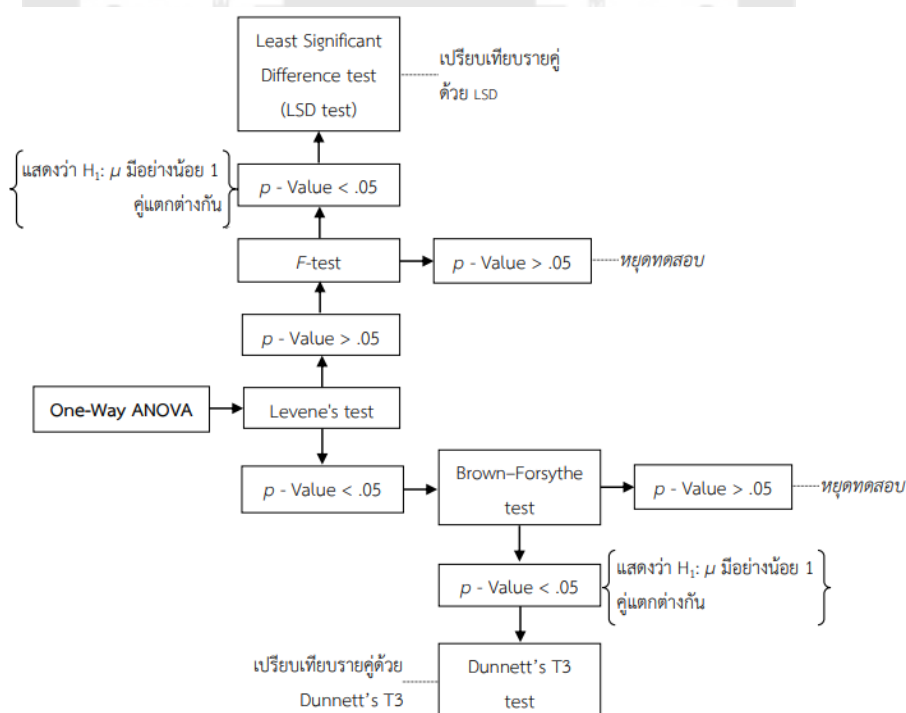 Least Significant
Difference test
(LSD test)
เปรียบเทียบรายคู่
ด้วย LSD
แสดงว่า H₁: μ มีอย่างน้อย 1
คู่แตกต่างกัน
p - Value < .05
F-test
p - Value > .05
หยุดทดสอบ
p - Value > .05
One-Way ANOVA
Levene's test
p - Value < .05
Brown–Forsythe
test
p - Value > .05
หยุดทดสอบ
p - Value < .05
แสดงว่า H₁: μ มีอย่างน้อย 1
คู่แตกต่างกัน
เปรียบเทียบรายคู่ด้วย
Dunnett's T3
Dunnett's T3
test